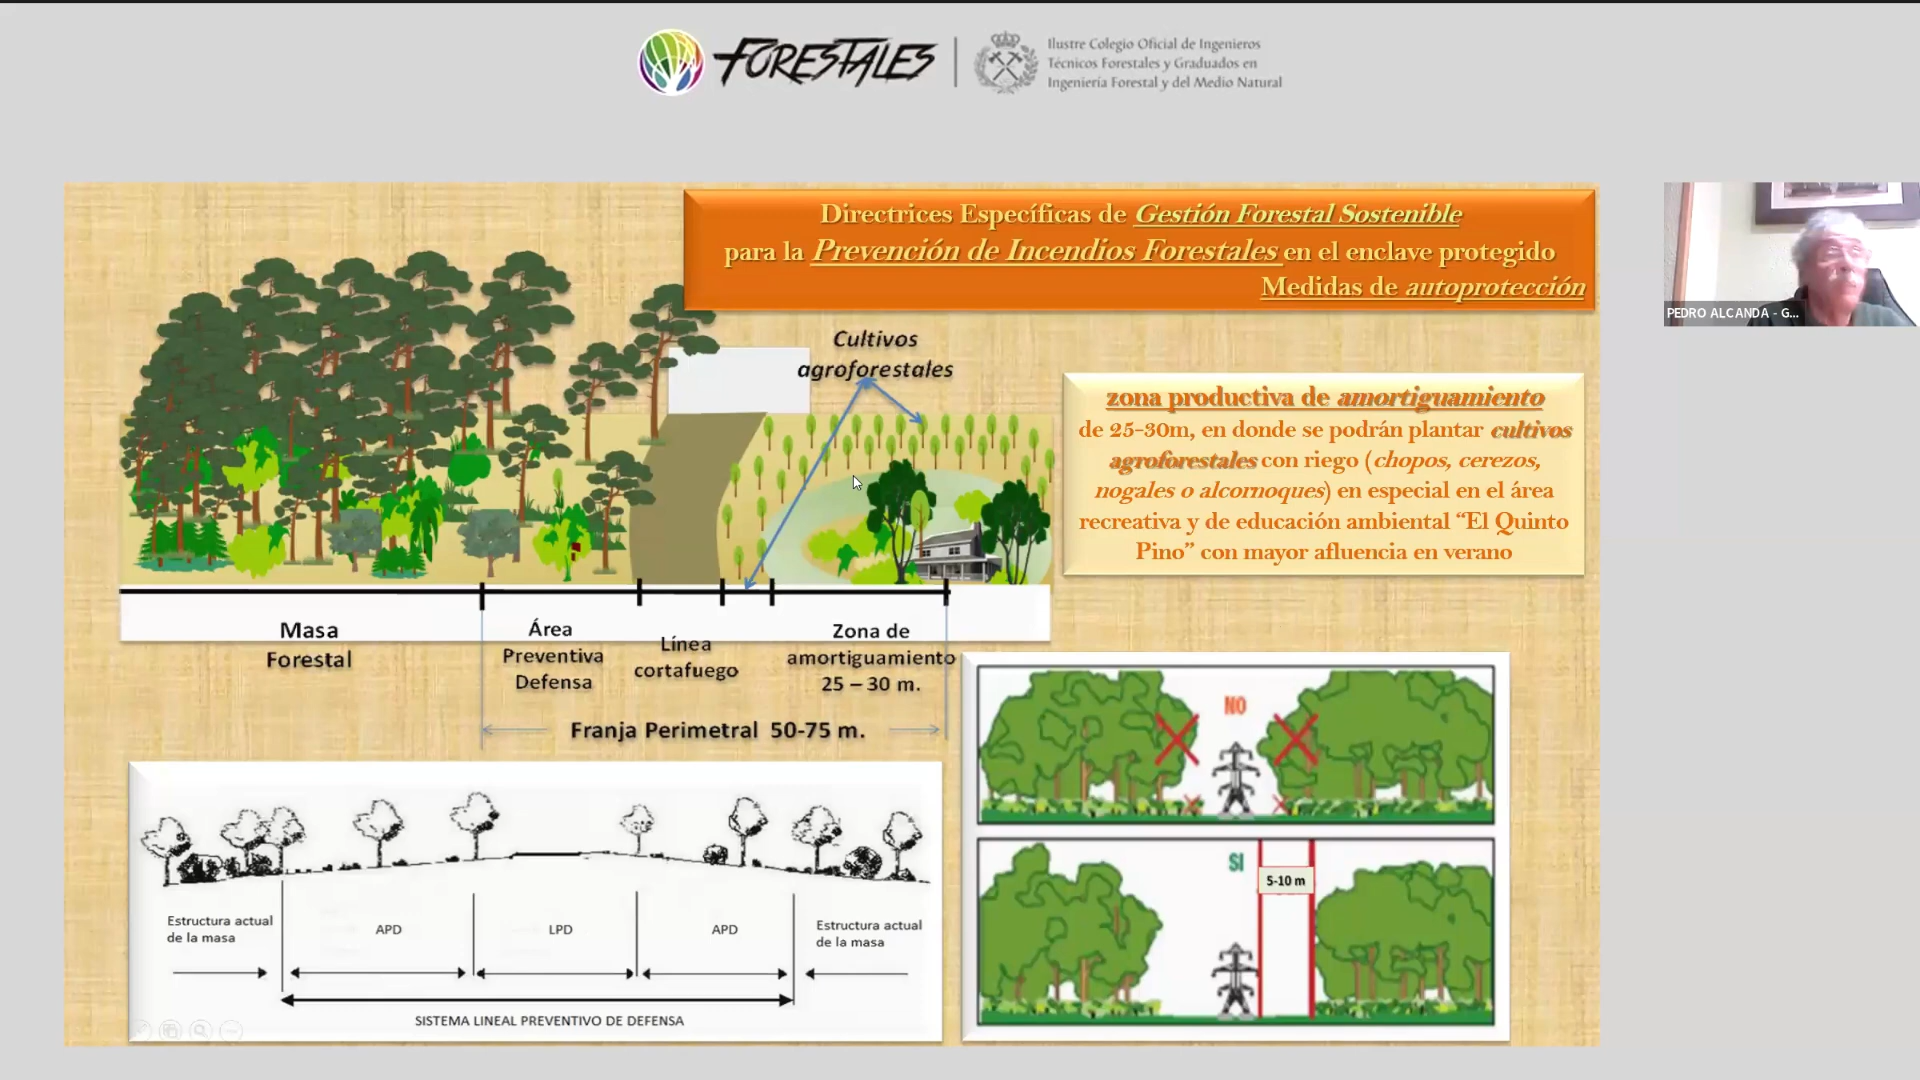 FORESTALES
Ilustre Colegio Oficial de Ingenieros
Técnicos Forestales y Graduados en
Ingeniería Forestal y del Medio Natural
Directrices Específicas de Gestión Forestal Sostenible
para la Prevención de Incendios Forestales en el enclave protegido
Medidas de autoprotección
PEDRO ALCANDA - G...
Cultivos
agroforestales
zona productiva de amortiguamiento
de 25-30m, en donde se podrán plantar cultivos
agroforestales con riego (chopos, cerezos,
nogales o alcornoques) en especial en el área
recreativa y de educación ambiental “El Quinto
Pino” con mayor afluencia en verano
Masa
Forestal
Área
Preventiva
Defensa
Línea
cortafuego
Zona de
amortiguamiento
25 – 30 m.
Franja Perimetral 50-75 m.
NO
SI
5-10 m
Estructura actual
de la masa
APD
LPD
APD
Estructura actual
de la masa
SISTEMA LINEAL PREVENTIVO DE DEFENSA